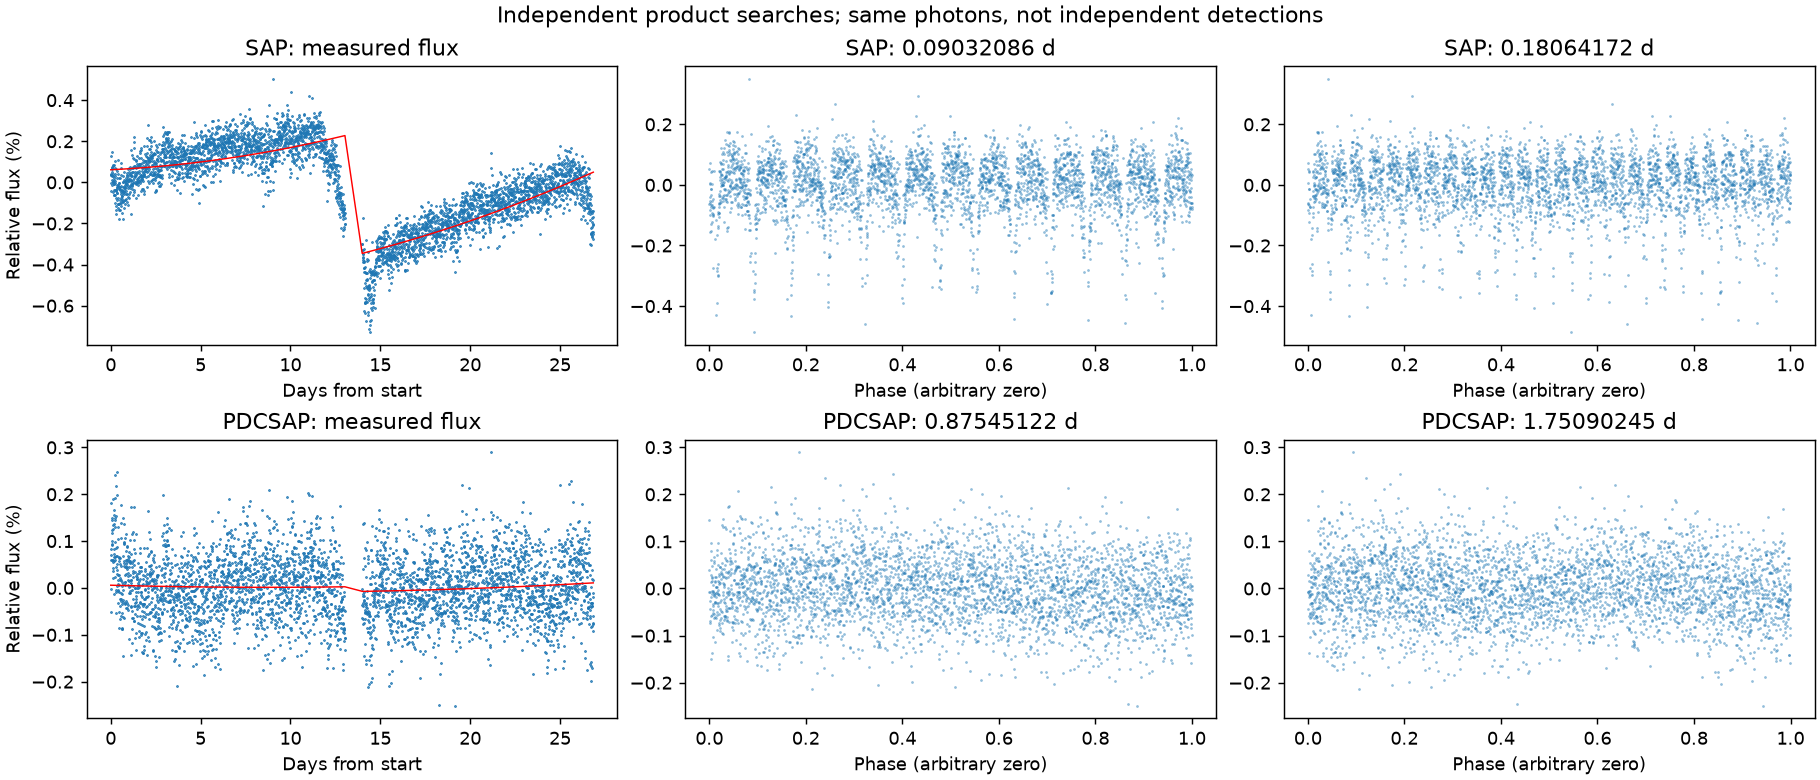 Independent product searches; same photons, not independent detections
SAP: measured flux
SAP: 0.09032086 d
SAP: 0.18064172 d
Relative flux (%)
0.4
0.2
0.0
−0.2
−0.4
−0.6
0.2
0.0
−0.2
−0.4
0.2
0.0
−0.2
−0.4
0 5 10 15 20 25
0.0 0.2 0.4 0.6 0.8 1.0
0.0 0.2 0.4 0.6 0.8 1.0
Days from start
Phase (arbitrary zero)
Phase (arbitrary zero)
PDCSAP: measured flux
PDCSAP: 0.87545122 d
PDCSAP: 1.75090245 d
Relative flux (%)
0.3
0.2
0.1
0.0
−0.1
−0.2
0.3
0.2
0.1
0.0
−0.1
−0.2
0.3
0.2
0.1
0.0
−0.1
−0.2
0 5 10 15 20 25
0.0 0.2 0.4 0.6 0.8 1.0
0.0 0.2 0.4 0.6 0.8 1.0
Days from start
Phase (arbitrary zero)
Phase (arbitrary zero)